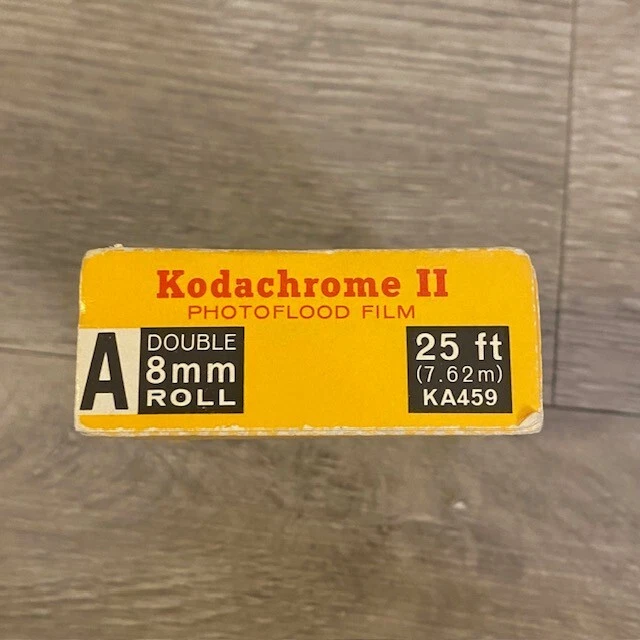 Kodachrome II
PHOTOFLOOD FILM
A
DOUBLE
8mm
ROLL
25 ft
(7.62m)
KA459